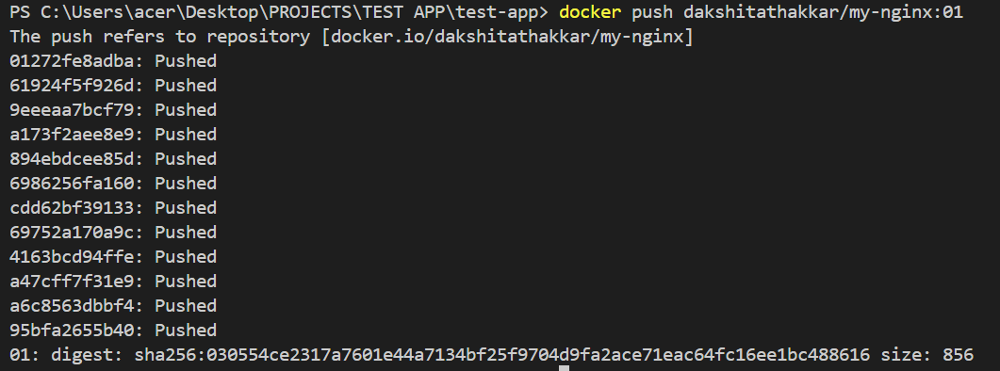 PS C:\Users\acer\Desktop\PROJECTS\TEST APP\test-app> docker push dakshitathakkar/my-nginx:01
The push refers to repository [docker.io/dakshitathakkar/my-nginx]
01272fe8adba: Pushed
61924f5f926d: Pushed
9eeeaa7bcf79: Pushed
a173f2aee8e9: Pushed
894ebdcee85d: Pushed
6986256fa160: Pushed
cdd62bf39133: Pushed
69752a170a9c: Pushed
4163bcd94ffe: Pushed
a47cff7f31e9: Pushed
a6c8563dbbf4: Pushed
95bfa2655b40: Pushed
01: digest: sha256:030554ce2317a7601e44a7134bf25f9704d9fa2ace71eac64fc16ee1bc488616 size: 856